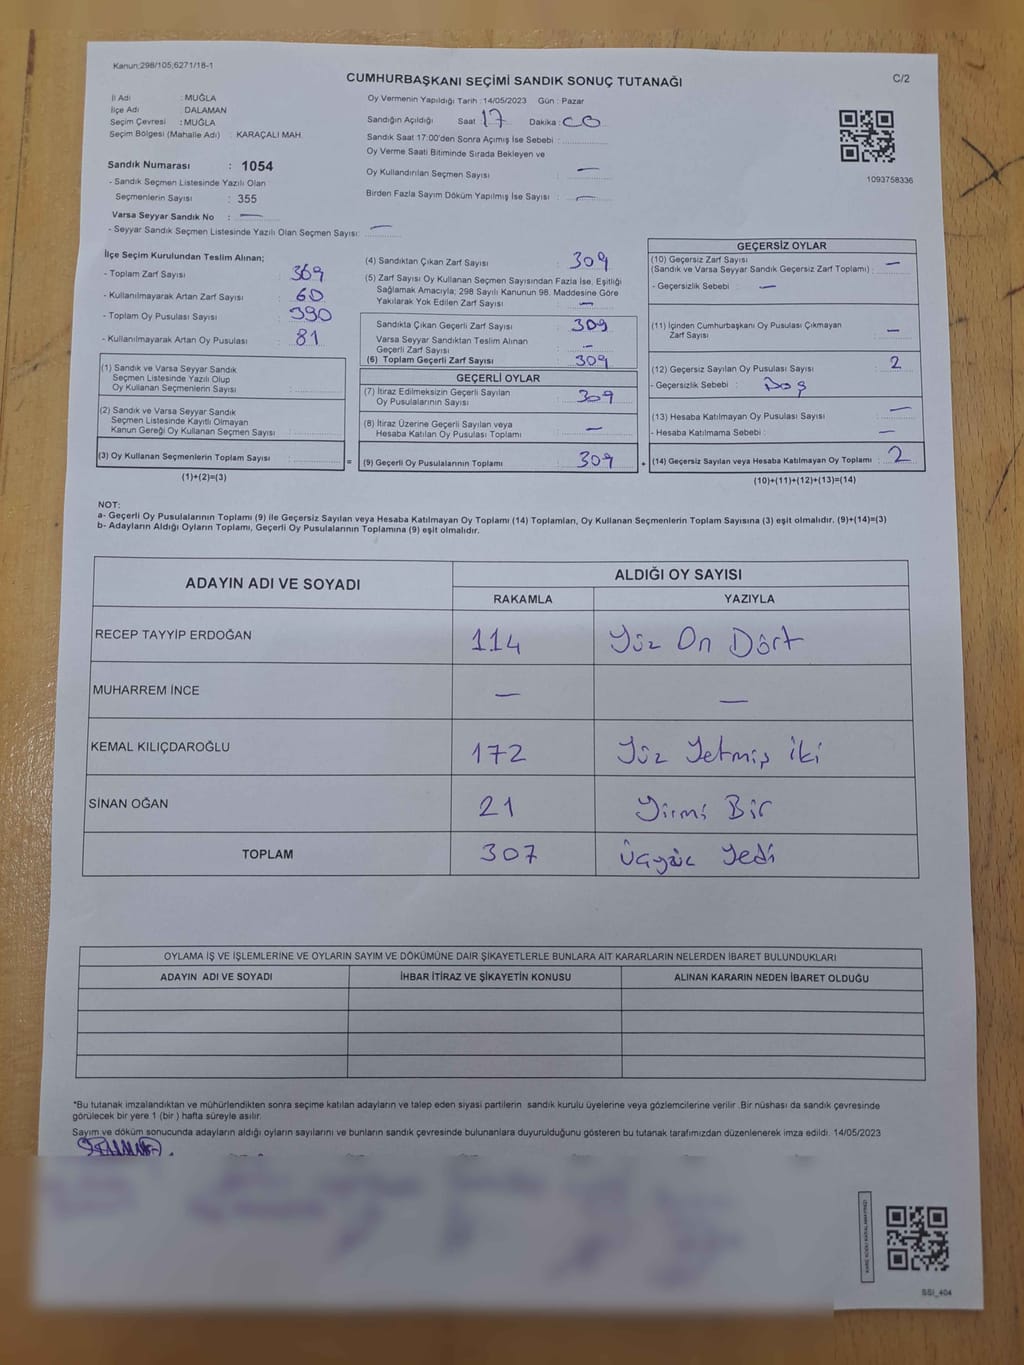 Kanun;298/105;6271/18-1
CUMHURBAŞKANI SEÇİMİ SANDIK SONUÇ TUTANAĞI
C/2
İl Adı : MUĞLA
İlçe Adı : DALAMAN
Seçim Çevresi : MUĞLA
Seçim Bölgesi (Mahalle Adı) : KARAÇALI MAH.
Sandık Numarası : 1054
- Sandık Seçmen Listesinde Yazılı Olan
Seçmenlerin Sayısı : 355
Varsa Seyyar Sandık No : —
- Seyyar Sandık Seçmen Listesinde Yazılı Olan Seçmen Sayısı: —
Oy Vermenin Yapıldığı Tarih :14/05/2023 Gün : Pazar
Sandığın Açıldığı Saat : 17 Dakika : 00
Sandık Saat 17:00'den Sonra Açımış İse Sebebi :
Oy Verme Saati Bitiminde Sırada Bekleyen ve
Oy Kullandırılan Seçmen Sayısı : —
Birden Fazla Sayım Döküm Yapılmış İse Sayısı : —
1093758336
İlçe Seçim Kurulundan Teslim Alınan;
- Toplam Zarf Sayısı : 369
- Kullanılmayarak Artan Zarf Sayısı : 60
- Toplam Oy Pusulası Sayısı : 390
- Kullanılmayarak Artan Oy Pusulası : 81
(1) Sandık ve Varsa Seyyar Sandık
Seçmen Listesinde Yazılı Olup
Oy Kullanan Seçmenlerin Sayısı :
(2) Sandık ve Varsa Seyyar Sandık
Seçmen Listesinde Kayıtlı Olmayan
Kanun Gereği Oy Kullanan Seçmen Sayısı :
(3) Oy Kullanan Seçmenlerin Toplam Sayısı :
(1)+(2)=(3)
(4) Sandıktan Çıkan Zarf Sayısı : 309
(5) Zarf Sayısı Oy Kullanan Seçmen Sayısından Fazla İse, Eşitliği
Sağlamak Amacıyla; 298 Sayılı Kanunun 98. Maddesine Göre
Yakılarak Yok Edilen Zarf Sayısı : —
Sandıkta Çıkan Geçerli Zarf Sayısı : 309
Varsa Seyyar Sandıktan Teslim Alınan
Geçerli Zarf Sayısı : —
(6) Toplam Geçerli Zarf Sayısı : 309
GEÇERLİ OYLAR
(7) İtiraz Edilmeksizin Geçerli Sayılan
Oy Pusulalarının Sayısı : 309
(8) İtiraz Üzerine Geçerli Sayılan veya
Hesaba Katılan Oy Pusulası Toplamı : —
= (9) Geçerli Oy Pusulalarının Toplamı : 309
GEÇERSİZ OYLAR
(10) Geçersiz Zarf Sayısı
(Sandık ve Varsa Seyyar Sandık Geçersiz Zarf Toplamı) : —
- Geçersizlik Sebebi : —
(11) İçinden Cumhurbaşkanı Oy Pusulası Çıkmayan
Zarf Sayısı : —
(12) Geçersiz Sayılan Oy Pusulası Sayısı : 2
- Geçersizlik Sebebi : Boş
(13) Hesaba Katılmayan Oy Pusulası Sayısı : —
- Hesaba Katılmama Sebebi : —
+ (14) Geçersiz Sayılan veya Hesaba Katılmayan Oy Toplamı : 2
(10)+(11)+(12)+(13)=(14)
NOT:
a- Geçerli Oy Pusulalarının Toplamı (9) ile Geçersiz Sayılan veya Hesaba Katılmayan Oy Toplamı (14) Toplamları, Oy Kullanan Seçmenlerin Toplam Sayısına (3) eşit olmalıdır. (9)+(14)=(3)
b- Adayların Aldığı Oyların Toplamı, Geçerli Oy Pusulalarının Toplamına (9) eşit olmalıdır.
ADAYIN ADI VE SOYADI
ALDIĞI OY SAYISI
RAKAMLA YAZIYLA
RECEP TAYYİP ERDOĞAN 114 Yüz On Dört
MUHARREM İNCE — —
KEMAL KILIÇDAROĞLU 172 Yüz Yetmiş iki
SİNAN OĞAN 21 Yirmi Bir
TOPLAM 307 Üçyüz Yedi
OYLAMA İŞ VE İŞLEMLERİNE VE OYLARIN SAYIM VE DÖKÜMÜNE DAİR ŞİKAYETLERLE BUNLARA AİT KARARLARIN NELERDEN İBARET BULUNDUKLARI
ADAYIN ADI VE SOYADI İHBAR İTİRAZ VE ŞİKAYETİN KONUSU ALINAN KARARIN NEDEN İBARET OLDUĞU
*Bu tutanak imzalandıktan ve mühürlendikten sonra seçime katılan adayların ve talep eden siyasi partilerin sandık kurulu üyelerine veya gözlemcilerine verilir .Bir nüshası da sandık çevresinde
görülecek bir yere 1 (bir ) hafta süreyle asılır.
Sayım ve döküm sonucunda adayların aldığı oyların sayılarını ve bunların sandık çevresinde bulunanlara duyurulduğunu gösteren bu tutanak tarafımızdan düzenlenerek imza edildi. 14/05/2023
SSI_404